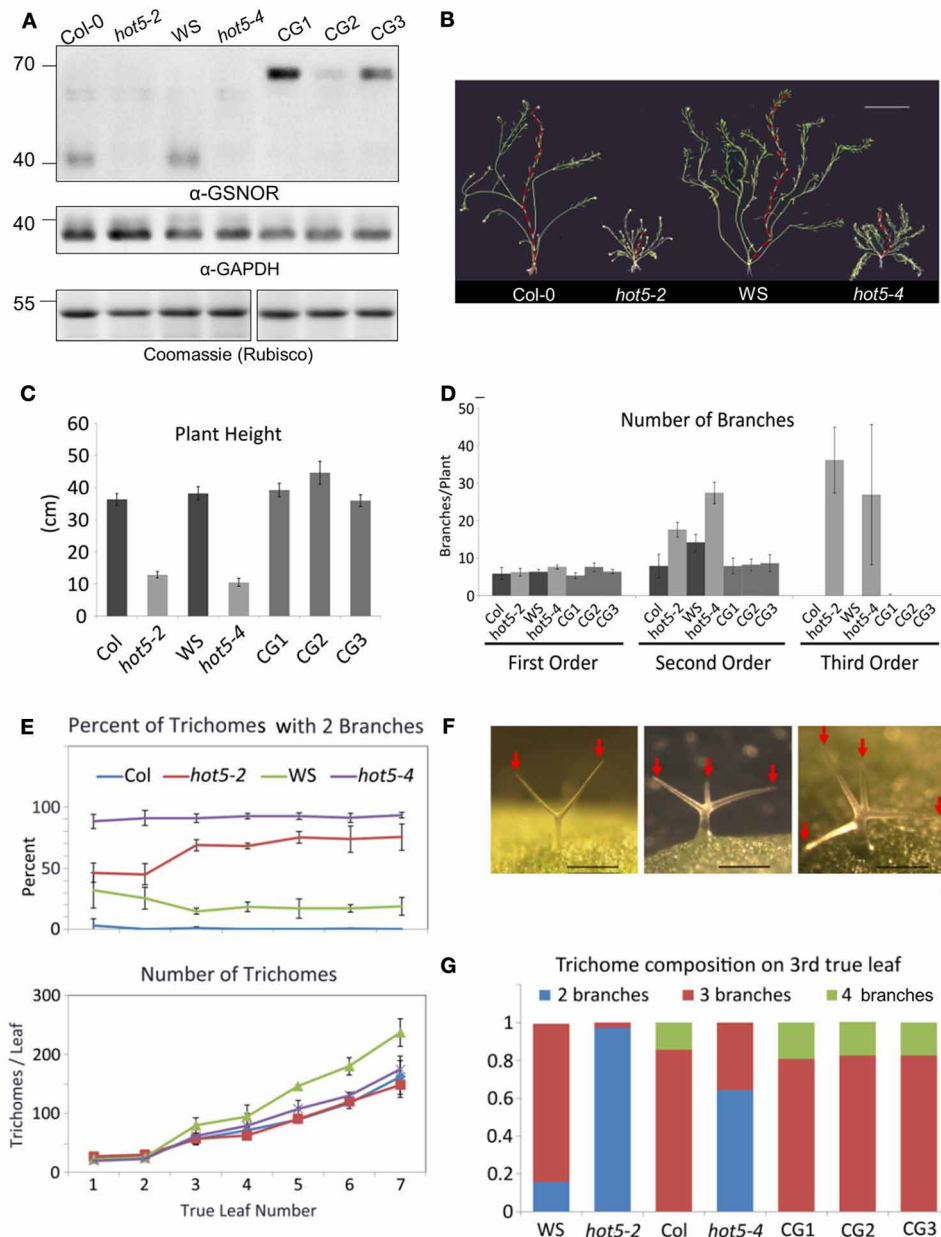 A
Col-0 hot5-2 WS hot5-4 CG1 CG2 CG3
70
40
α-GSNOR
40
α-GAPDH
55
Coomassie (Rubisco)
B
Col-0 hot5-2 WS hot5-4
C
Plant Height
(cm)
60
50
40
30
20
10
0
Col hot5-2 WS hot5-4 CG1 CG2 CG3
D
Number of Branches
Branches/Plant
50
40
30
20
10
0
Col hot5-2 WS hot5-4 CG1 CG2 CG3 Col hot5-2 WS hot5-4 CG1 CG2 CG3 Col hot5-2 WS hot5-4 CG1 CG2 CG3
First Order Second Order Third Order
E
Percent of Trichomes with 2 Branches
Col hot5-2 WS hot5-4
Percent
100
50
0
Number of Trichomes
Trichomes / Leaf
300
200
100
0
1 2 3 4 5 6 7
True Leaf Number
F
G
Trichome composition on 3rd true leaf
2 branches 3 branches 4 branches
1
0.8
0.6
0.4
0.2
0
WS hot5-2 Col hot5-4 CG1 CG2 CG3